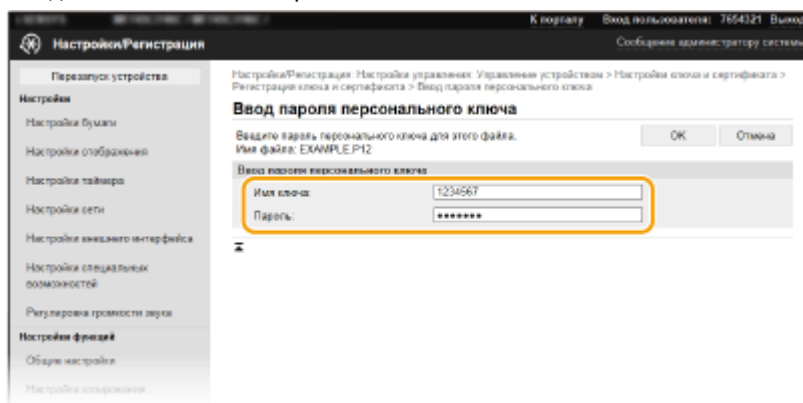 К порталу Вход пользователя: 7654321 Выход
Настройки/Регистрация
Сообщение администратору системы
Перезапуск устройства
Настройки/Регистрация: Настройки управления: Управление устройством > Настройки ключа и сертификата >
Регистрация ключа и сертификата > Ввод пароля персонального ключа
Настройки
Ввод пароля персонального ключа
Настройки бумаги
Введите пароль персонального ключа для этого файла.
OK Отмена
Имя файла: EXAMPLE.P12
Настройки отображения
Ввод пароля персонального ключа
Настройки таймера
Имя ключа: 1234567
Настройки сети
Пароль: •••••••
Настройки внешнего интерфейса
Настройки специальных
возможностей
Регулировка громкости звука
Настройки функций
Общие настройки
Настройки копирования